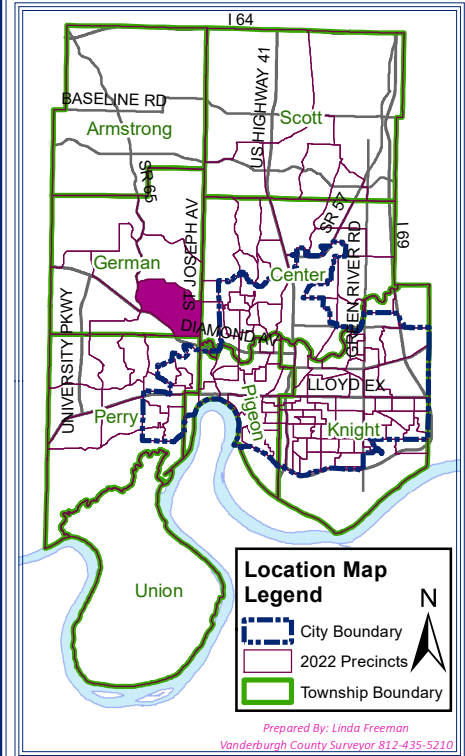 I 64
BASELINE RD
Armstrong
US HIGHWAY 41
Scott
SR 65
ST JOSEPH AV
SR 57
I 69
German
Center
GREEN RIVER RD
UNIVERSITY PKWY
DIAMOND AV
LLOYD EX
Perry
Pigeon
Knight
Union
Location Map
Legend
N
City Boundary
2022 Precincts
Township Boundary
Prepared By: Linda Freeman
Vanderburgh County Surveyor 812-435-5210